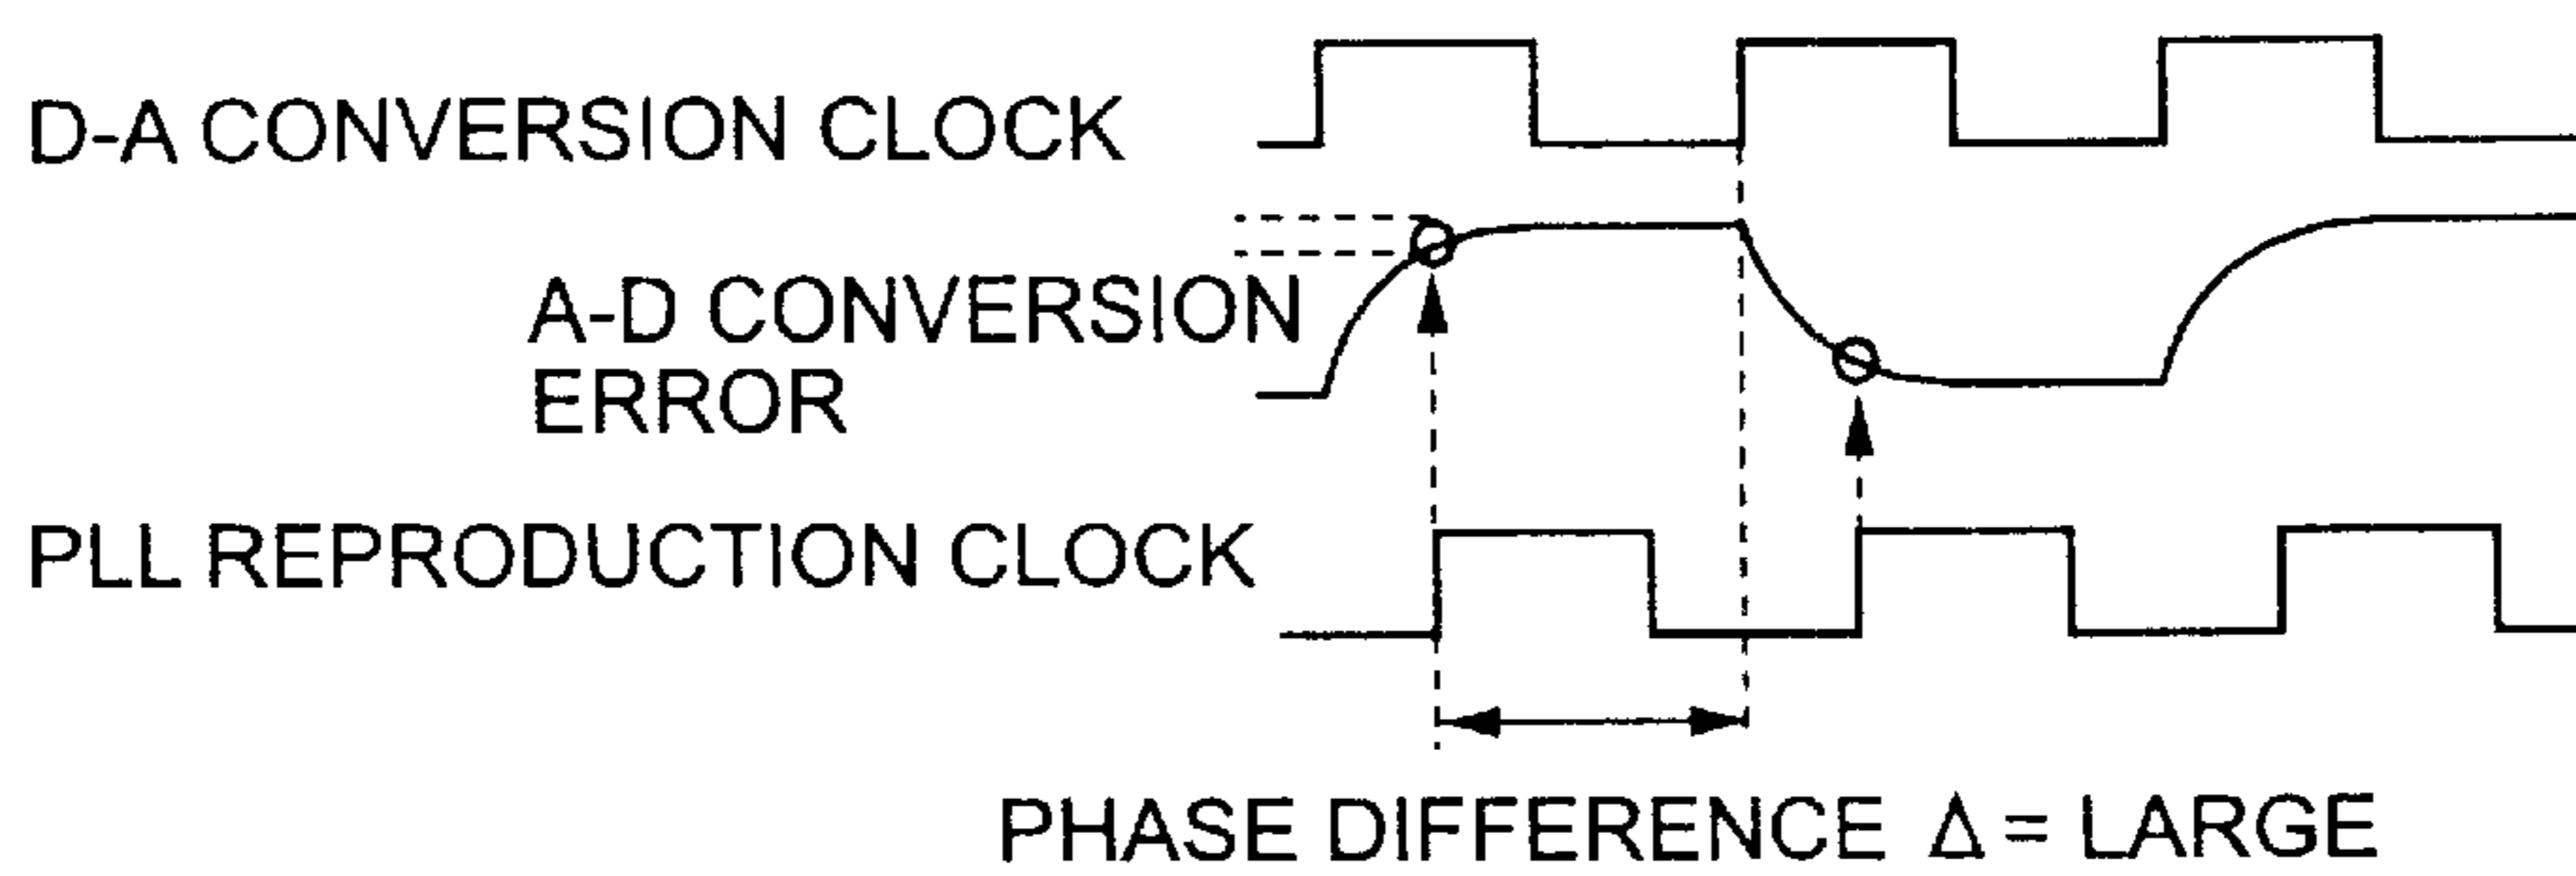 D-A CONVERSION CLOCK
A-D CONVERSION
ERROR
PLL REPRODUCTION CLOCK
PHASE DIFFERENCE Δ = LARGE